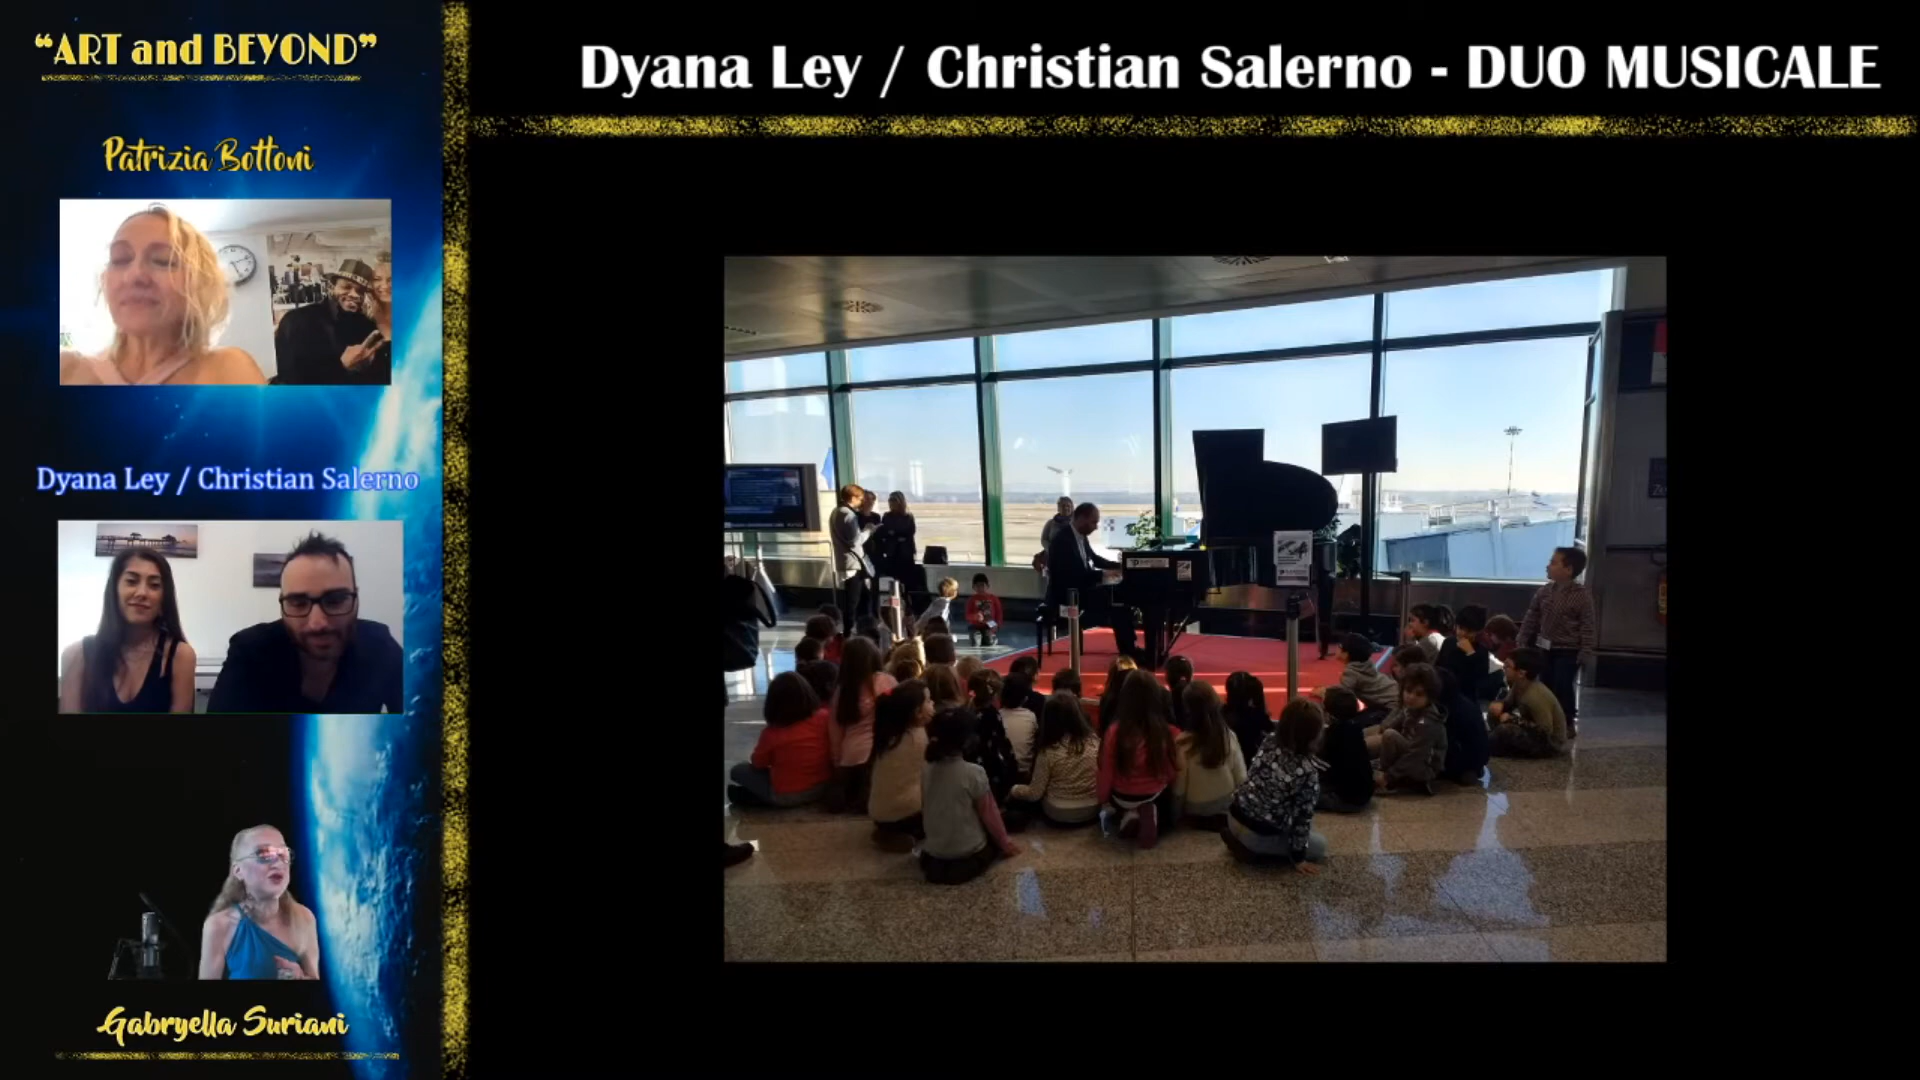 “ART and BEYOND”
Dyana Ley / Christian Salerno - DUO MUSICALE
Patrizia Bottoni
Dyana Ley / Christian Salerno
Gabryella Suriani